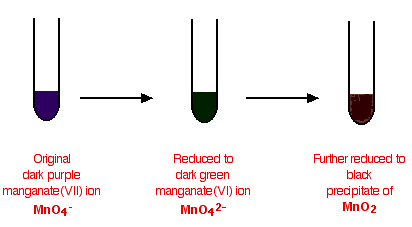 Original
dark purple
manganate(VII) ion
MnO4-
Reduced to
dark green
manganate(VI) ion
MnO42-
Further reduced to
black
precipitate of
MnO2